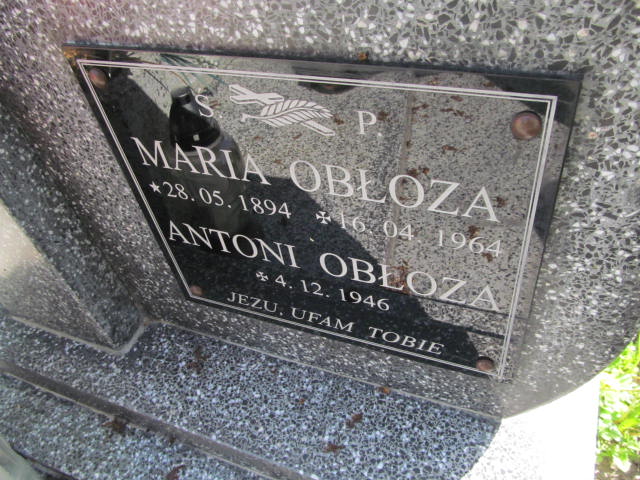 S P.
MARIA OBŁOZA
★28.05.1894 ✠16.04.1964
ANTONI OBŁOZA
✠4.12.1946
JEZU, UFAM TOBIE